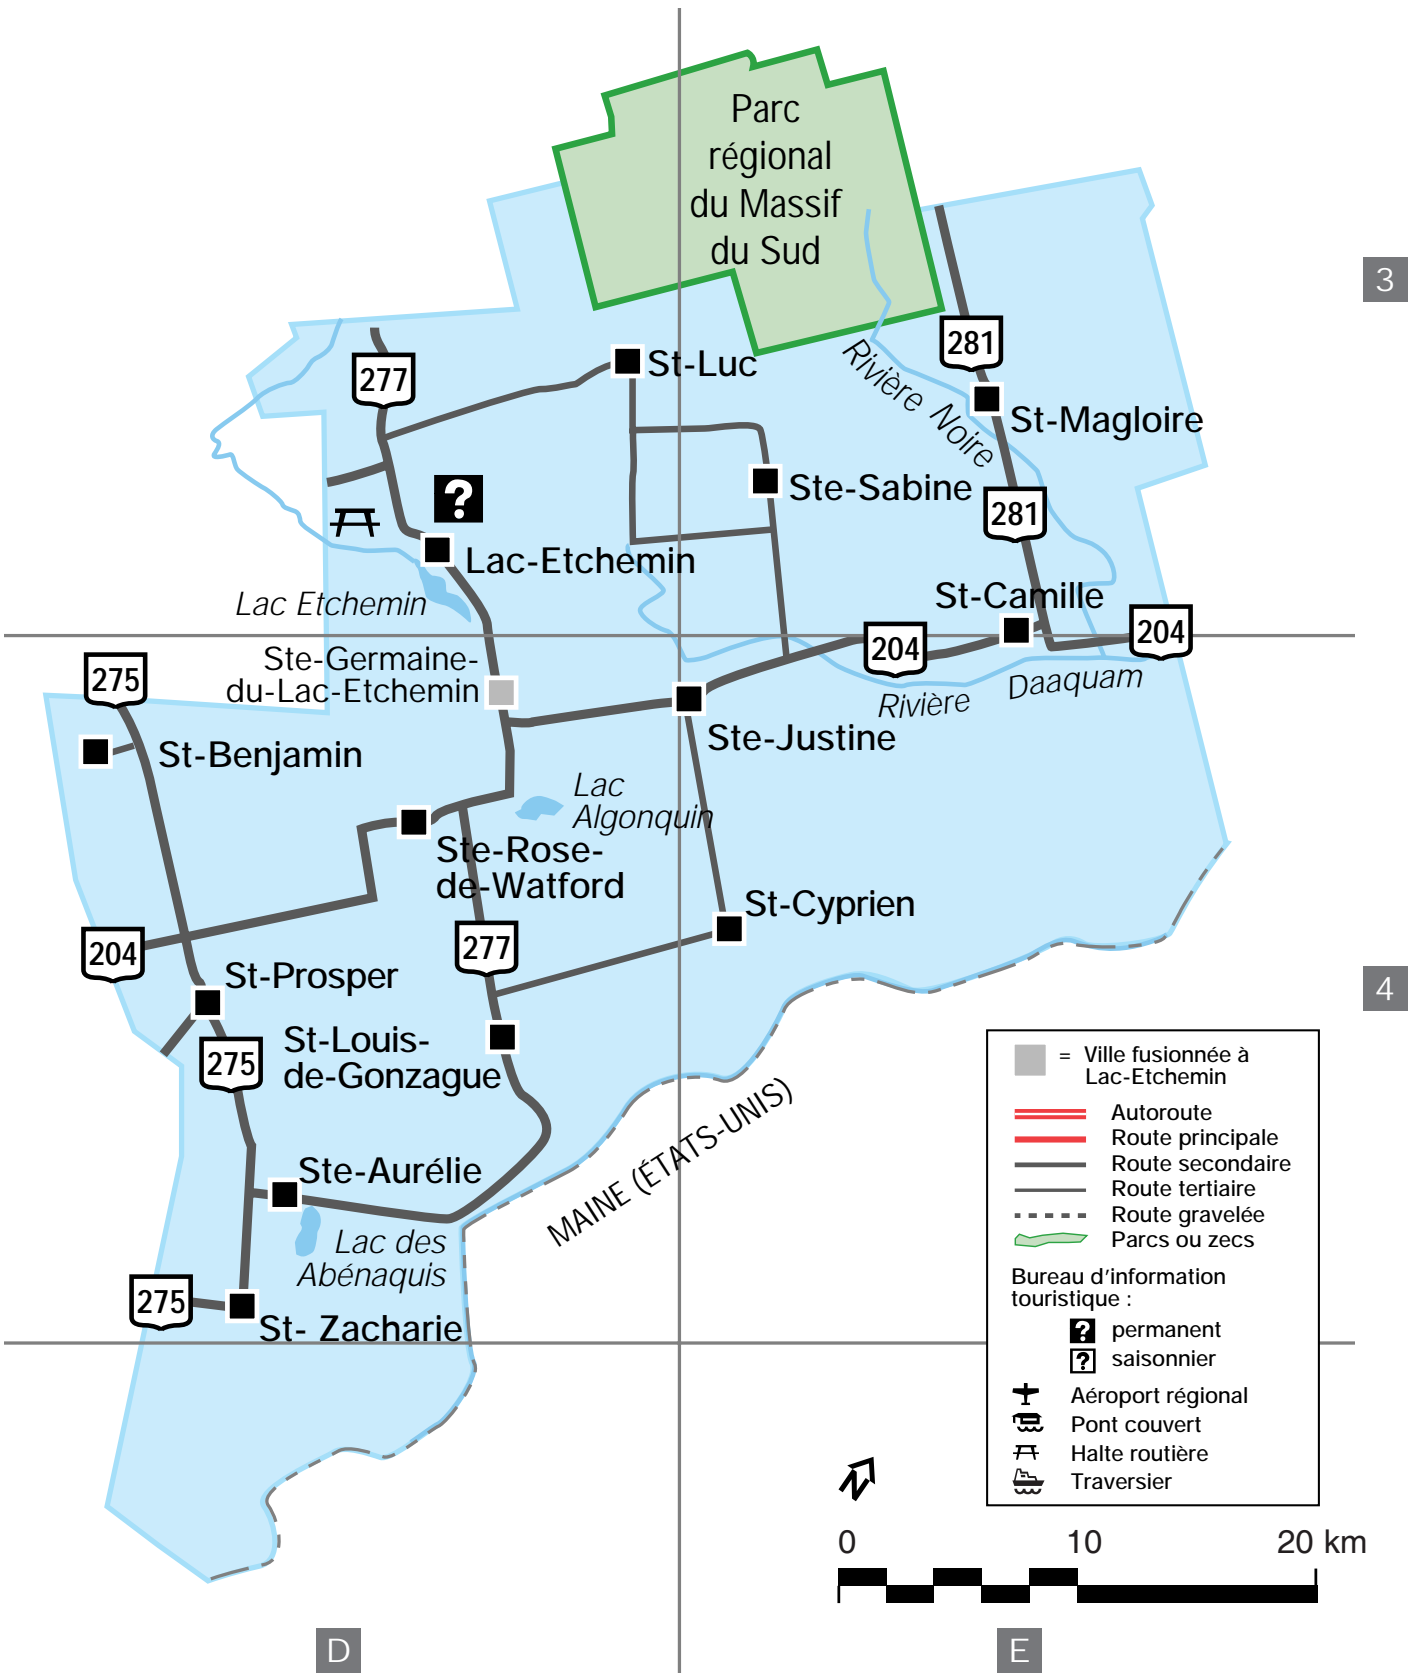 Parc
régional
du Massif
du Sud
3
281
277
St-Luc
Rivière Noire
St-Magloire
Ste-Sabine
?
281
Lac-Etchemin
Lac Etchemin
St-Camille
204
204
Ste-Germaine-
du-Lac-Etchemin
275
Rivière Daaquam
Ste-Justine
St-Benjamin
Lac
Algonquin
Ste-Rose-
de-Watford
St-Cyprien
204
277
St-Prosper
4
St-Louis-
de-Gonzague
275
MAINE (ÉTATS-UNIS)
Ste-Aurélie
Lac des
Abénaquis
275
St- Zacharie
= Ville fusionnée à
Lac-Etchemin
Autoroute
Route principale
Route secondaire
Route tertiaire
Route gravelée
Parcs ou zecs
Bureau d'information
touristique :
? permanent
? saisonnier
Aéroport régional
Pont couvert
Halte routière
Traversier
N
0 10 20 km
D E